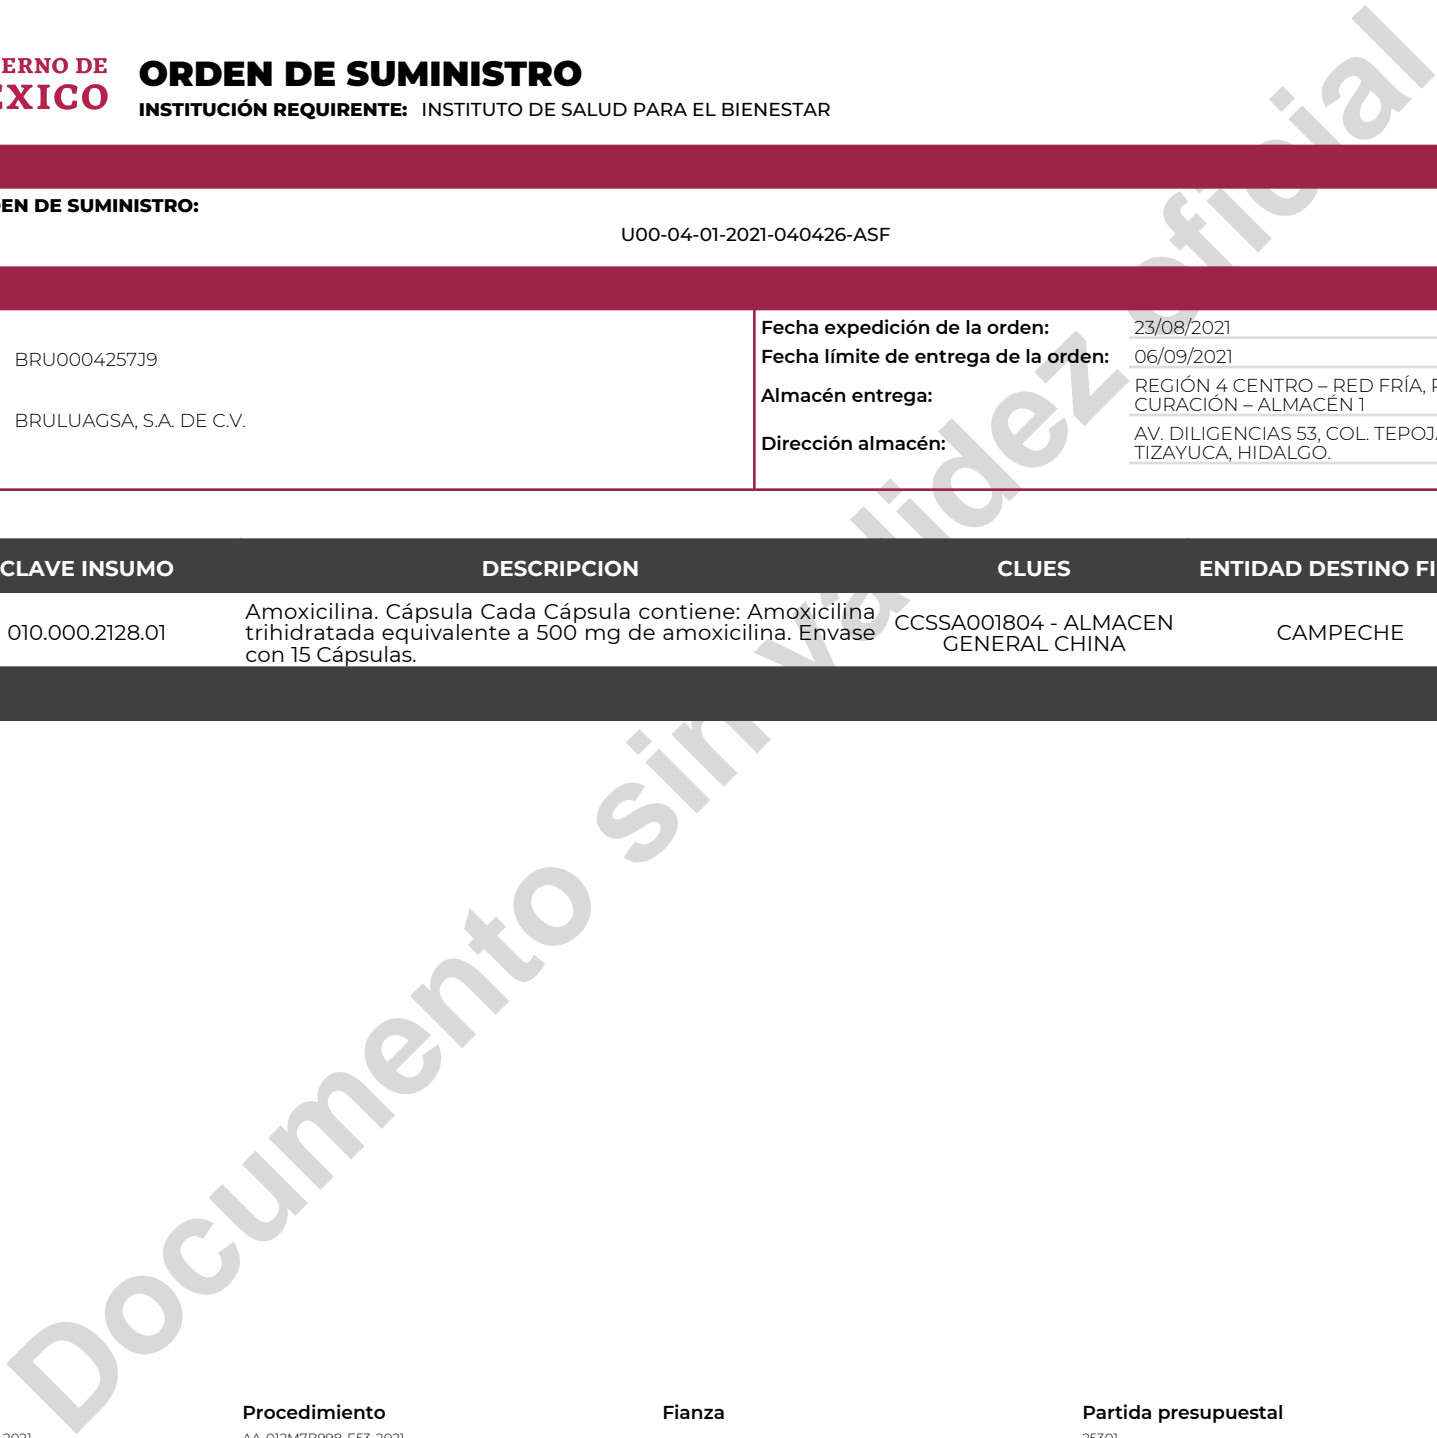 ERNO DE
ORDEN DE SUMINISTRO
XICO
INSTITUCIÓN REQUIRENTE: INSTITUTO DE SALUD PARA EL BIENESTAR
EN DE SUMINISTRO:
U00-04-01-2021-040426-ASF
Fecha expedición de la orden: 23/08/2021
BRU0004257J9
Fecha límite de entrega de la orden: 06/09/2021
Almacén entrega: REGIÓN 4 CENTRO – RED FRÍA,
CURACIÓN – ALMACÉN 1
BRULUAGSA, S.A. DE C.V.
Dirección almacén: AV. DILIGENCIAS 53, COL. TEPOJ
TIZAYUCA, HIDALGO.
CLAVE INSUMO DESCRIPCION CLUES ENTIDAD DESTINO FI
010.000.2128.01
Amoxicilina. Cápsula Cada Cápsula contiene: Amoxicilina
trihidratada equivalente a 500 mg de amoxicilina. Envase
con 15 Cápsulas.
CCSSA001804 - ALMACEN
GENERAL CHINA
CAMPECHE
Documento sin validez oficial
Procedimiento Fianza Partida presupuestal